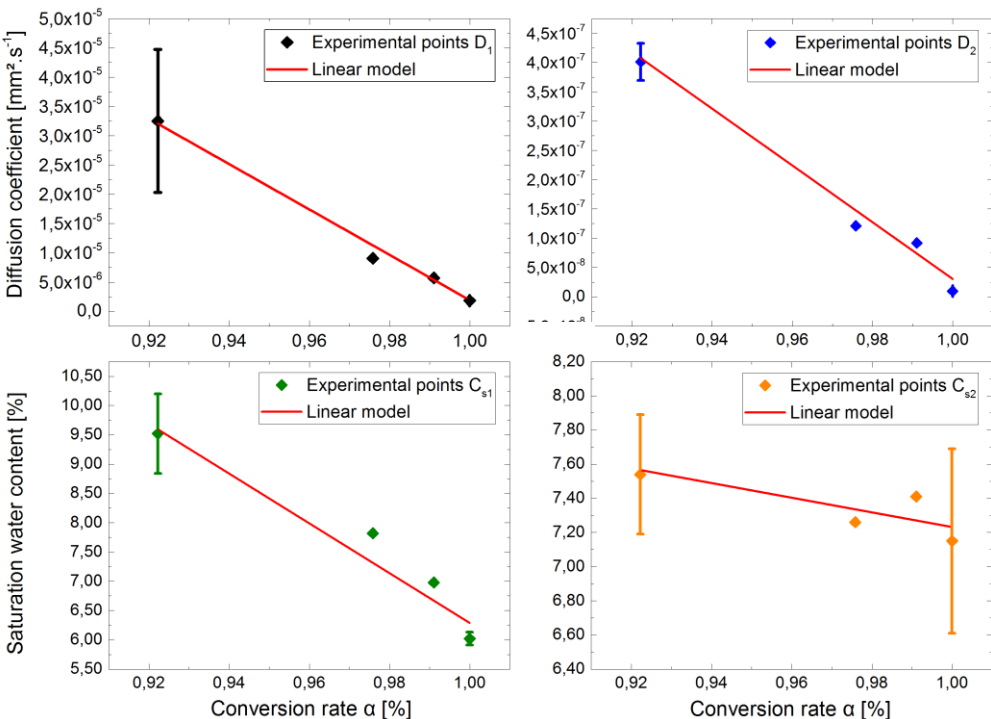 Diffusion coefficient [mm².s⁻¹]
5,0x10⁻⁵
4,5x10⁻⁵
4,0x10⁻⁵
3,5x10⁻⁵
3,0x10⁻⁵
2,5x10⁻⁵
2,0x10⁻⁵
1,5x10⁻⁵
1,0x10⁻⁵
5,0x10⁻⁶
0,0
Experimental points D₁
Linear model
0,92 0,94 0,96 0,98 1,00
4,5x10⁻⁷
4,0x10⁻⁷
3,5x10⁻⁷
3,0x10⁻⁷
2,5x10⁻⁷
2,0x10⁻⁷
1,5x10⁻⁷
1,0x10⁻⁷
5,0x10⁻⁸
0,0
Experimental points D₂
Linear model
0,92 0,94 0,96 0,98 1,00
Saturation water content [%]
10,50
10,00
9,50
9,00
8,50
8,00
7,50
7,00
6,50
6,00
5,50
Experimental points Cₛ₁
Linear model
0,92 0,94 0,96 0,98 1,00
Conversion rate α [%]
8,20
8,00
7,80
7,60
7,40
7,20
7,00
6,80
6,60
6,40
Experimental points Cₛ₂
Linear model
0,92 0,94 0,96 0,98 1,00
Conversion rate α [%]